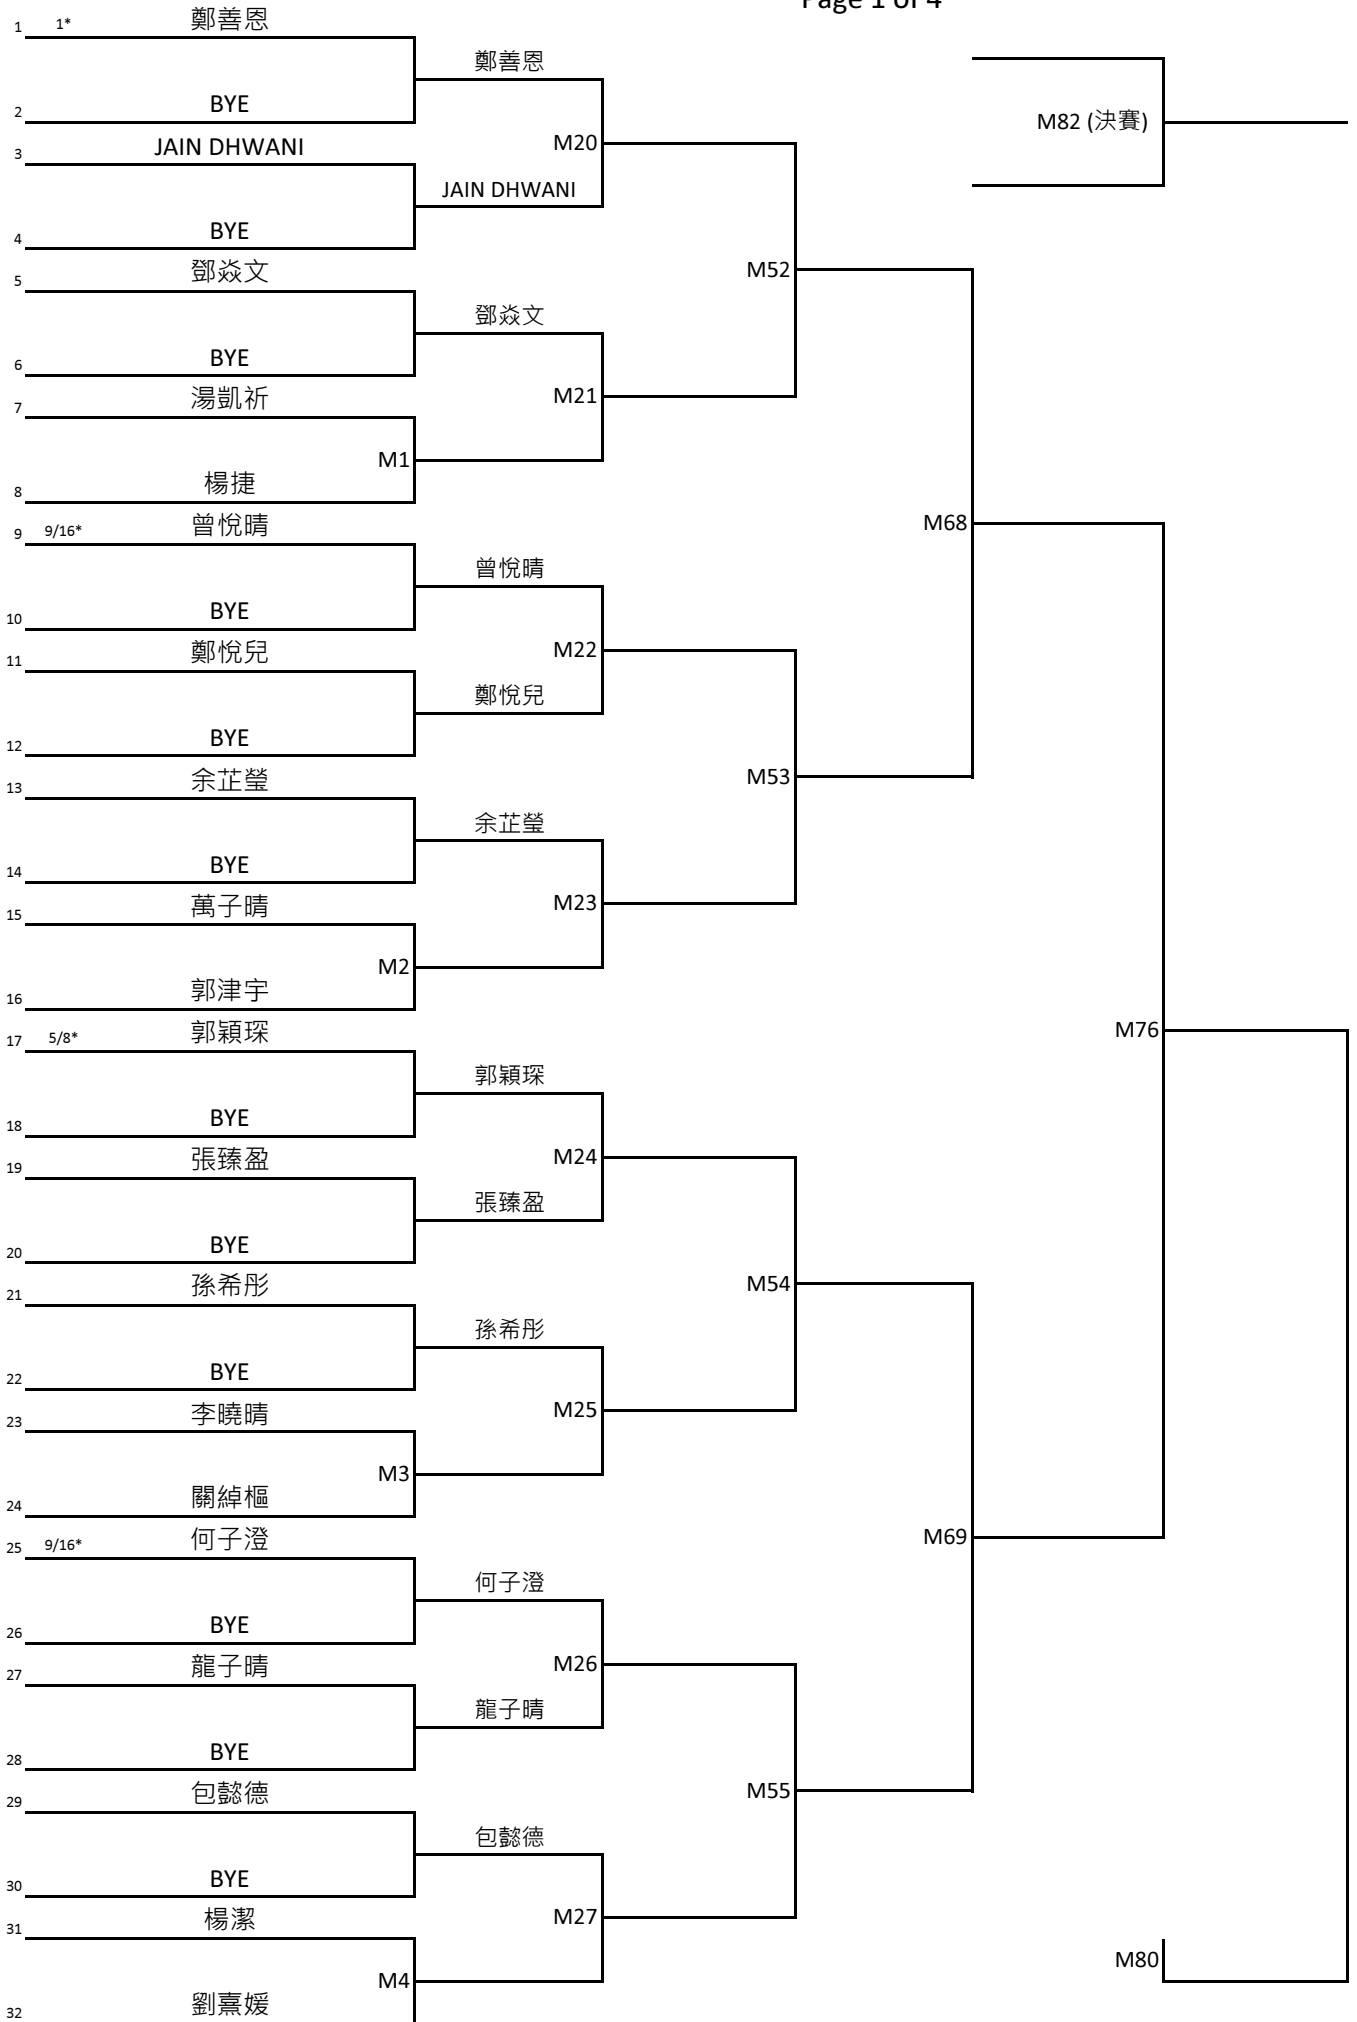 Page 1 of 4
1 1* 鄭善恩
鄭善恩
2 BYE
M82 (決賽)
3 JAIN DHWANI
M20
JAIN DHWANI
4 BYE
M52
5 鄧焱文
鄧焱文
6 BYE
7 湯凱祈
M21
M1
8 楊捷
M68
9 9/16* 曾悅晴
曾悅晴
10 BYE
11 鄭悅兒
M22
鄭悅兒
12 BYE
M53
13 余芷瑩
余芷瑩
14 BYE
15 萬子晴
M23
M2
16 郭津宇
M76
17 5/8* 郭穎琛
郭穎琛
18 BYE
19 張臻盈
M24
張臻盈
20 BYE
M54
21 孫希彤
孫希彤
22 BYE
23 李曉晴
M25
M3
24 關綽樞
M69
25 9/16* 何子澄
何子澄
26 BYE
27 龍子晴
M26
龍子晴
28 BYE
M55
29 包懿德
包懿德
30 BYE
31 楊潔
M27
M80
M4
32 劉熹媛